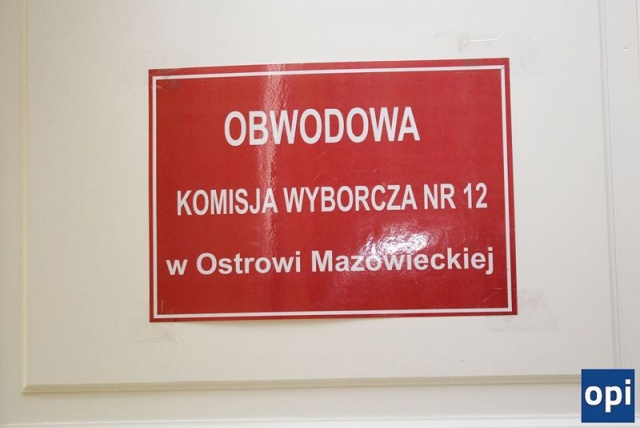 OBWODOWA
KOMISJA WYBORCZA NR 12
w Ostrowi Mazowieckiej
opi